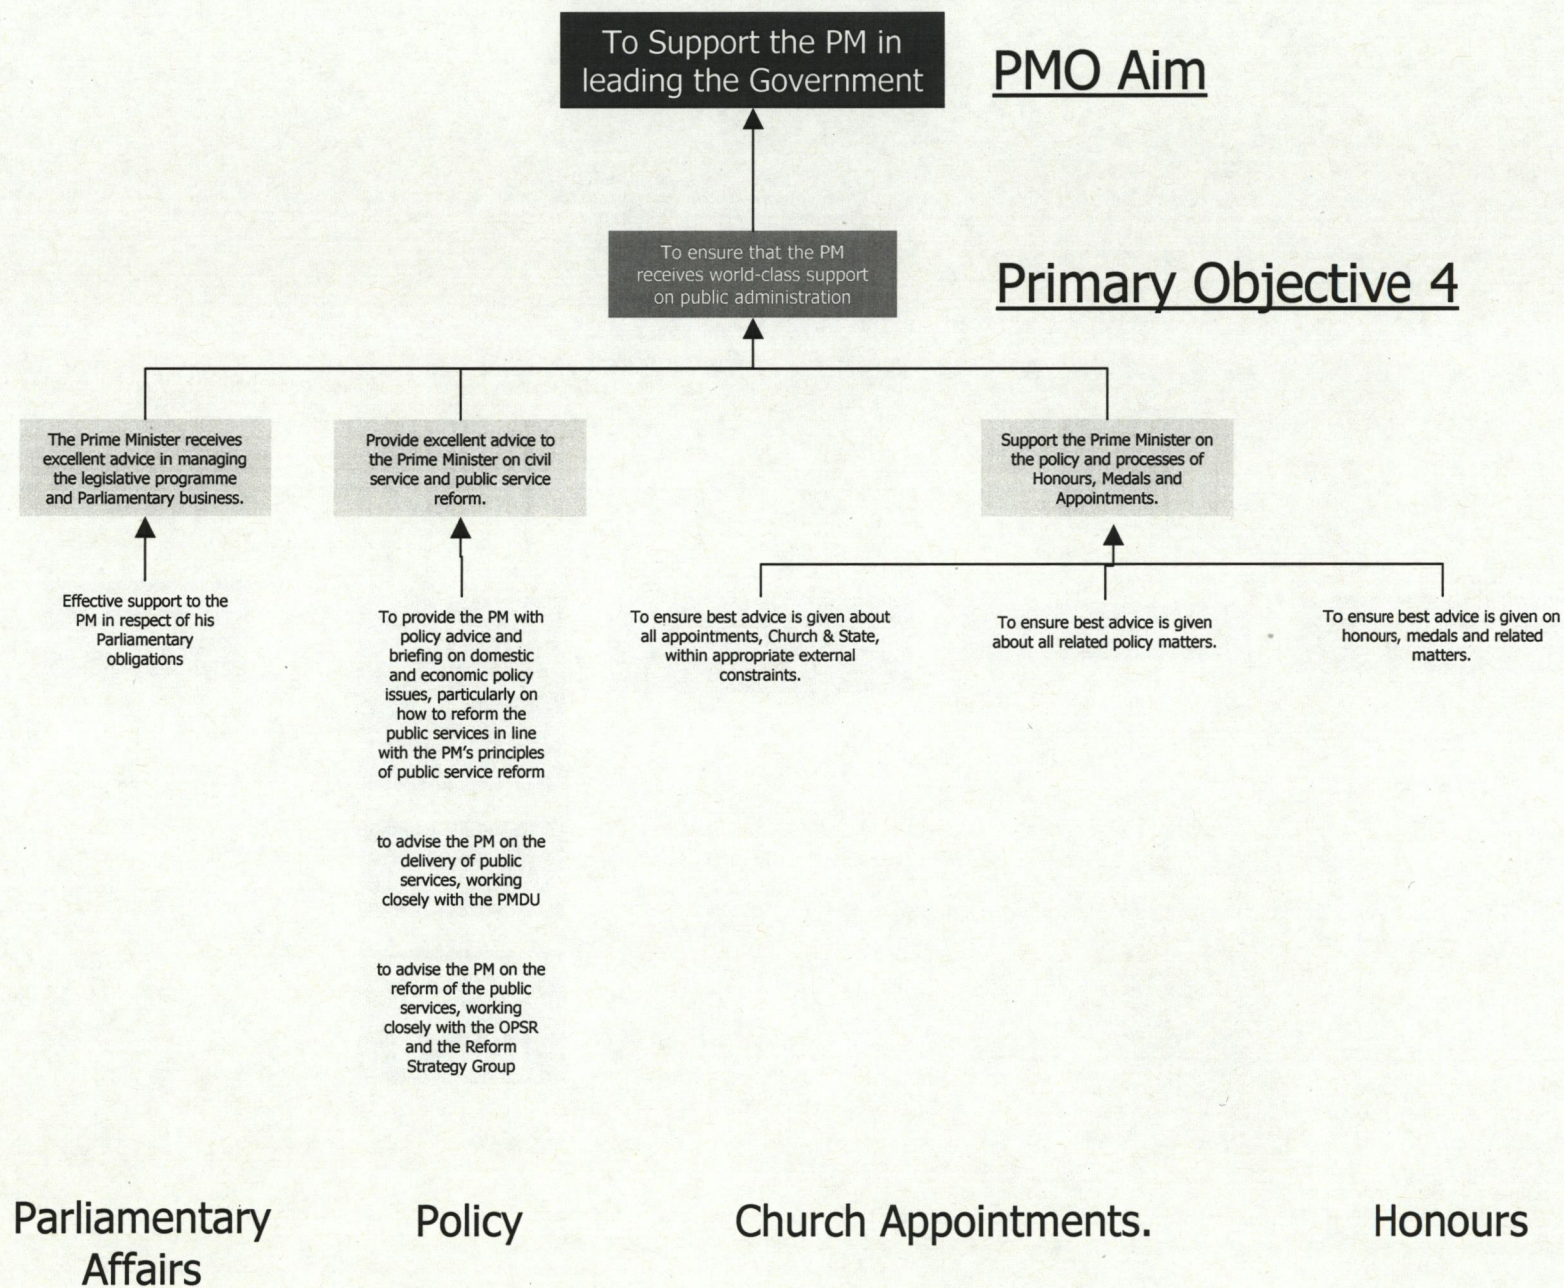 To Support the PM in
leading the Government
PMO Aim
To ensure that the PM
receives world-class support
on public administration
Primary Objective 4
The Prime Minister receives
excellent advice in managing
the legislative programme
and Parliamentary business.
Provide excellent advice to
the Prime Minister on civil
service and public service
reform.
Support the Prime Minister on
the policy and processes of
Honours, Medals and
Appointments.
Effective support to the
PM in respect of his
Parliamentary
obligations
To provide the PM with
policy advice and
briefing on domestic
and economic policy
issues, particularly on
how to reform the
public services in line
with the PM's principles
of public service reform
to advise the PM on the
delivery of public
services, working
closely with the PMDU
to advise the PM on the
reform of the public
services, working
closely with the OPSR
and the Reform
Strategy Group
To ensure best advice is given about
all appointments, Church & State,
within appropriate external
constraints.
To ensure best advice is given
about all related policy matters.
To ensure best advice is given on
honours, medals and related
matters.
Parliamentary
Affairs
Policy
Church Appointments.
Honours